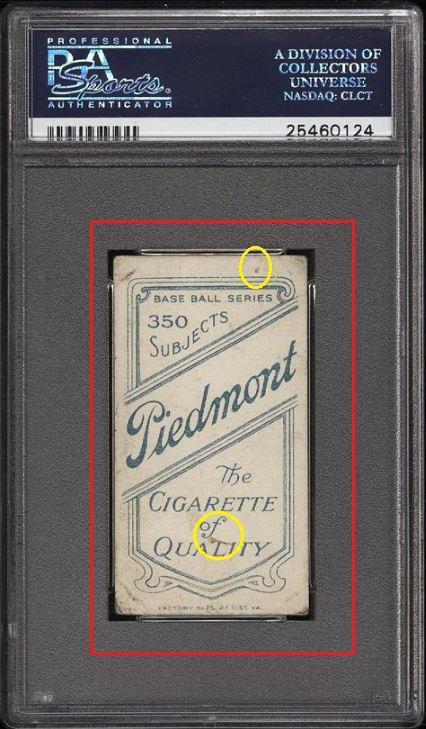 PROFESSIONAL
PSA
Sports
AUTHENTICATOR
A DIVISION OF
COLLECTORS
UNIVERSE
NASDAQ: CLCT
25460124
BASE BALL SERIES
350
SUBJECTS
Piedmont
The
CIGARETTE
of
QUALITY
FACTORY No 25, 2d DIST. VA.